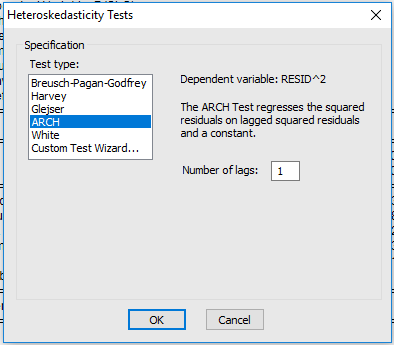 Heteroskedasticity Tests
Specification
Test type:
Breusch-Pagan-Godfrey
Harvey
Glejser
ARCH
White
Custom Test Wizard...
Dependent variable: RESID^2
The ARCH Test regresses the squared
residuals on lagged squared residuals
and a constant.
Number of lags: 1
OK
Cancel